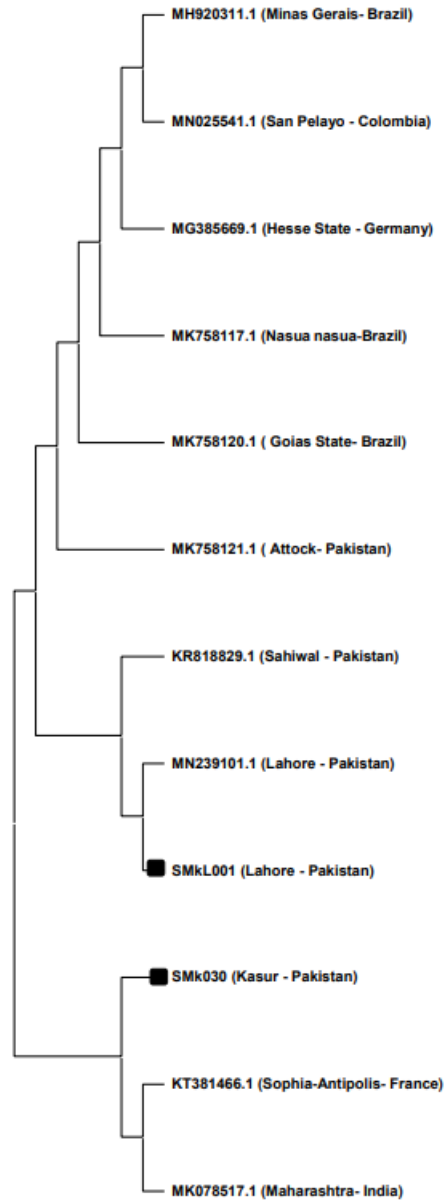 MH920311.1 (Minas Gerais- Brazil)
MN025541.1 (San Pelayo - Colombia)
MG385669.1 (Hesse State - Germany)
MK758117.1 (Nasua nasua-Brazil)
MK758120.1 ( Goias State- Brazil)
MK758121.1 ( Attock- Pakistan)
KR818829.1 (Sahiwal - Pakistan)
MN239101.1 (Lahore - Pakistan)
SMkL001 (Lahore - Pakistan)
SMk030 (Kasur - Pakistan)
KT381466.1 (Sophia-Antipolis- France)
MK078517.1 (Maharashtra- India)